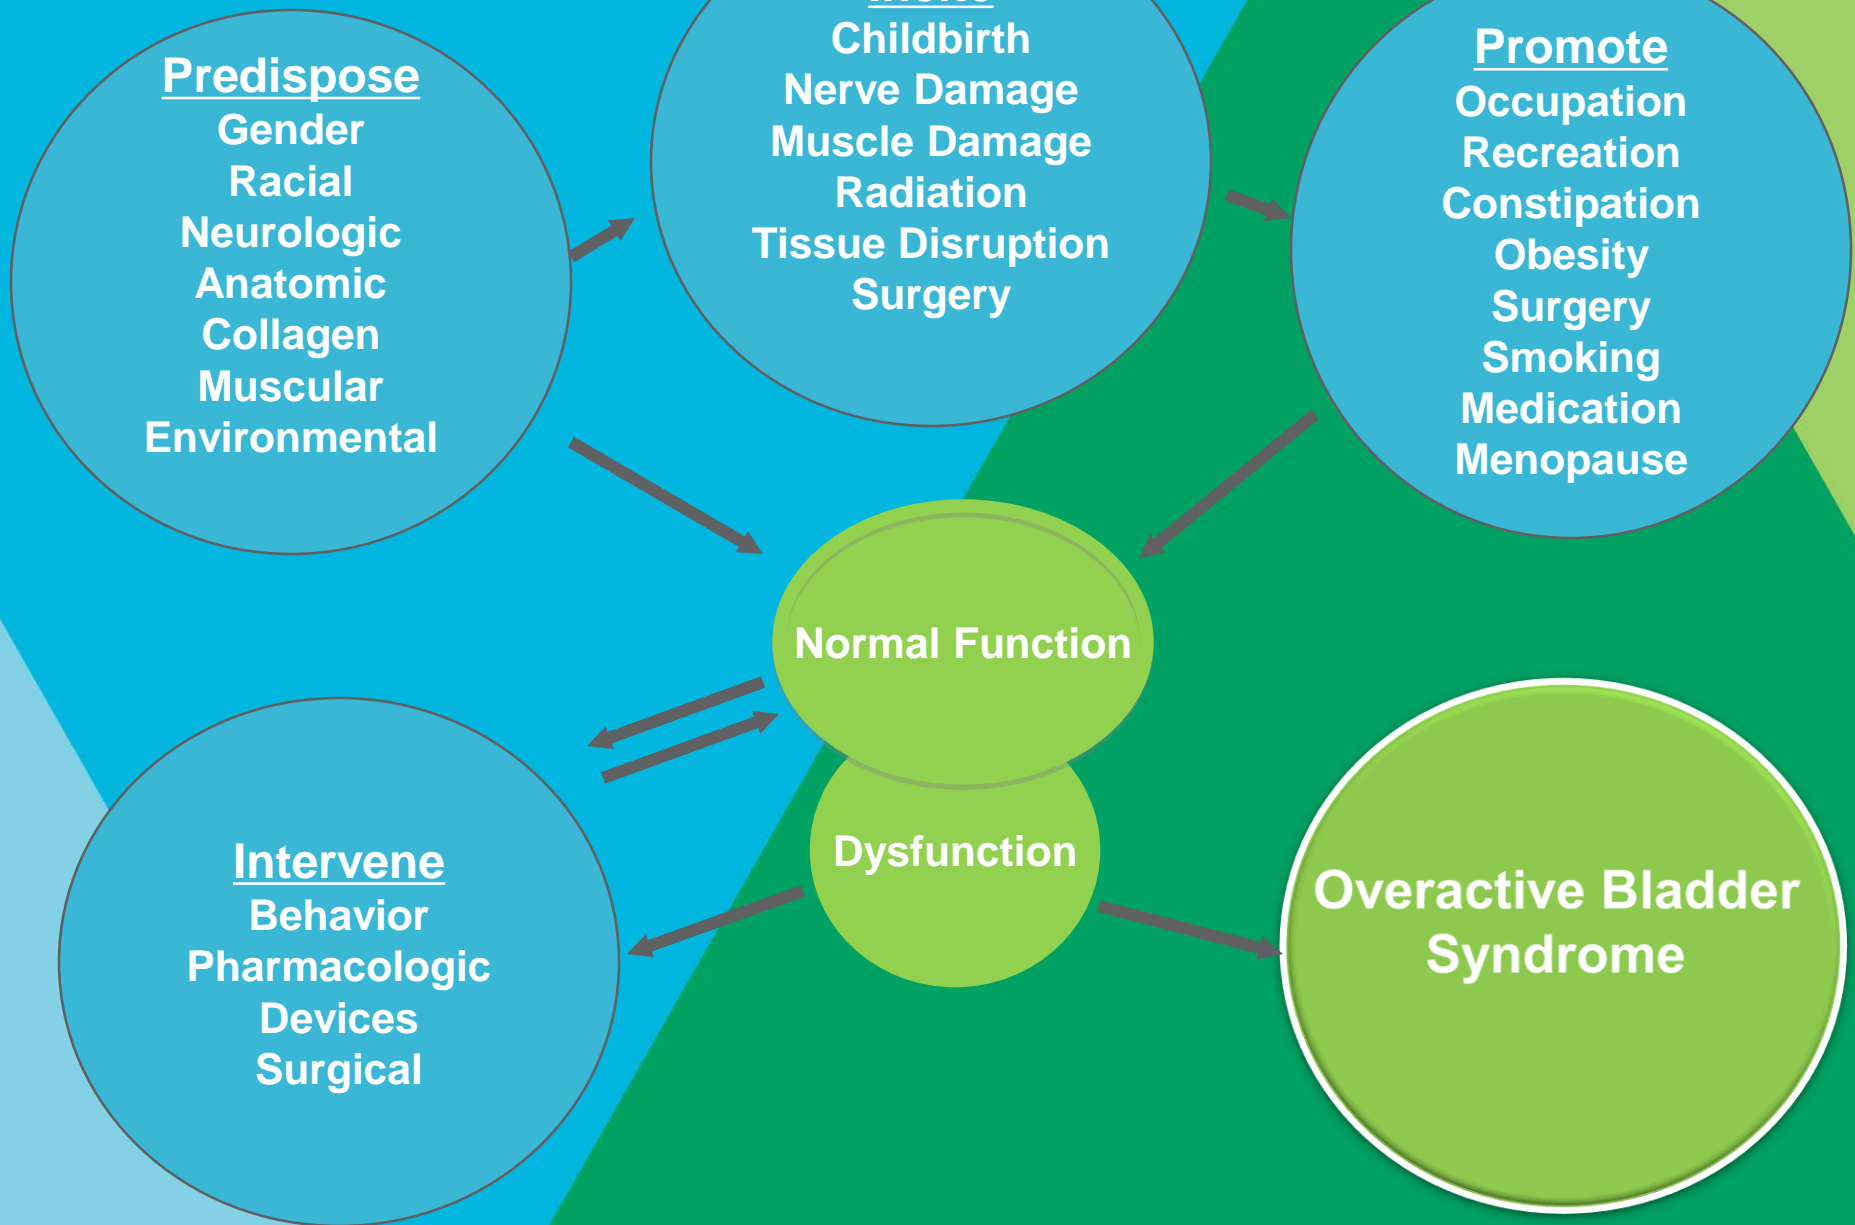 Predispose
Gender
Racial
Neurologic
Anatomic
Collagen
Muscular
Environmental
Childbirth
Nerve Damage
Muscle Damage
Radiation
Tissue Disruption
Surgery
Promote
Occupation
Recreation
Constipation
Obesity
Surgery
Smoking
Medication
Menopause
Normal Function
Dysfunction
Intervene
Behavior
Pharmacologic
Devices
Surgical
Overactive Bladder
Syndrome